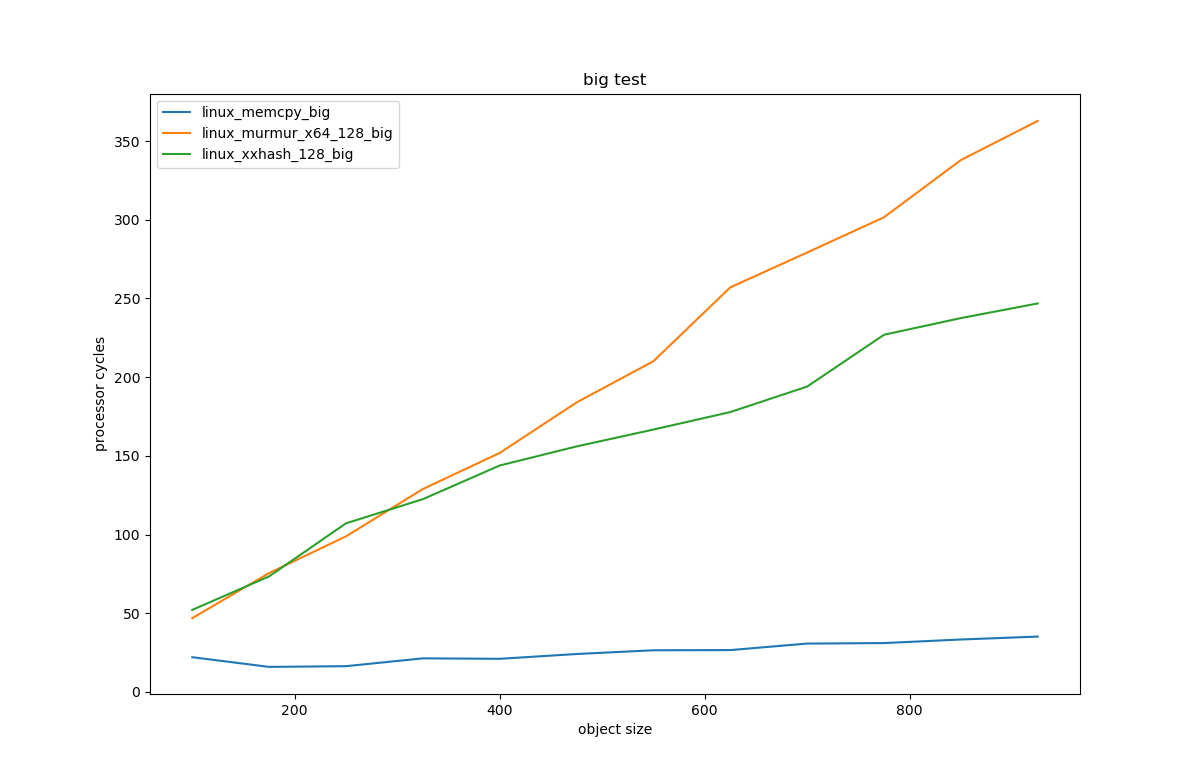 big test
linux_memcpy_big
linux_murmur_x64_128_big
linux_xxhash_128_big
350
300
250
200
150
100
50
0
processor cycles
200 400 600 800
object size